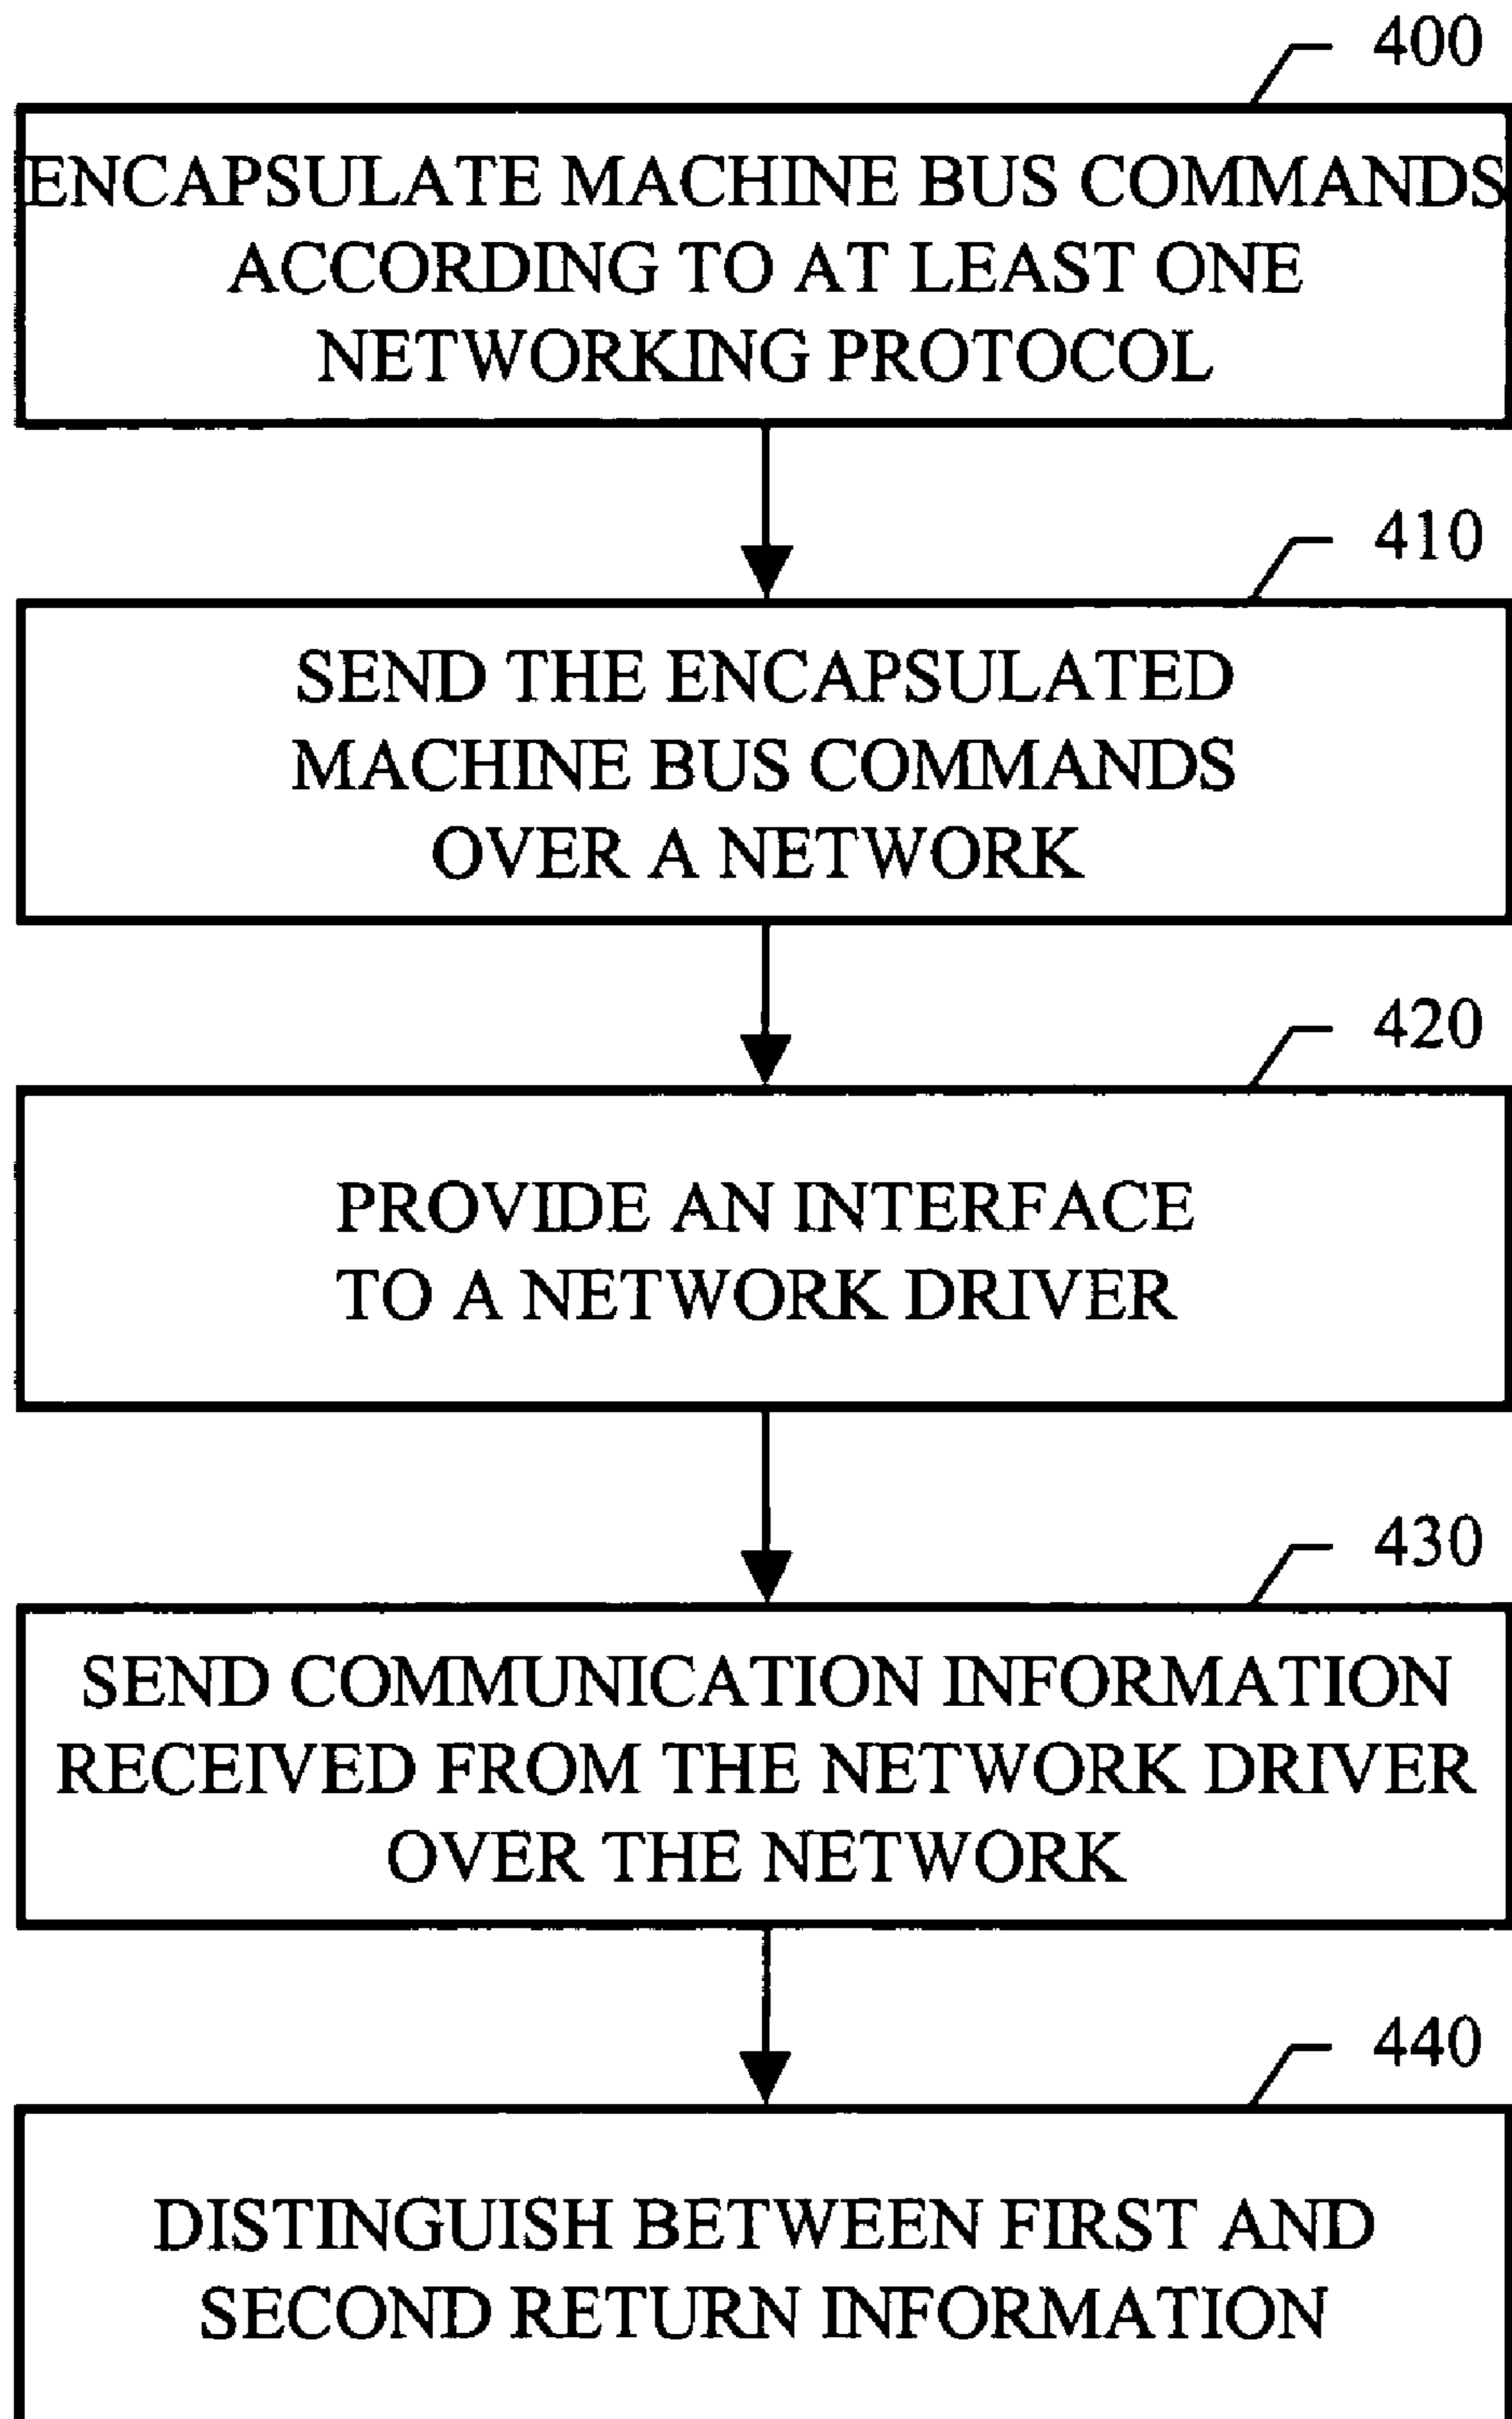 400
ENCAPSULATE MACHINE BUS COMMANDS
ACCORDING TO AT LEAST ONE
NETWORKING PROTOCOL
410
SEND THE ENCAPSULATED
MACHINE BUS COMMANDS
OVER A NETWORK
420
PROVIDE AN INTERFACE
TO A NETWORK DRIVER
430
SEND COMMUNICATION INFORMATION
RECEIVED FROM THE NETWORK DRIVER
OVER THE NETWORK
440
DISTINGUISH BETWEEN FIRST AND
SECOND RETURN INFORMATION